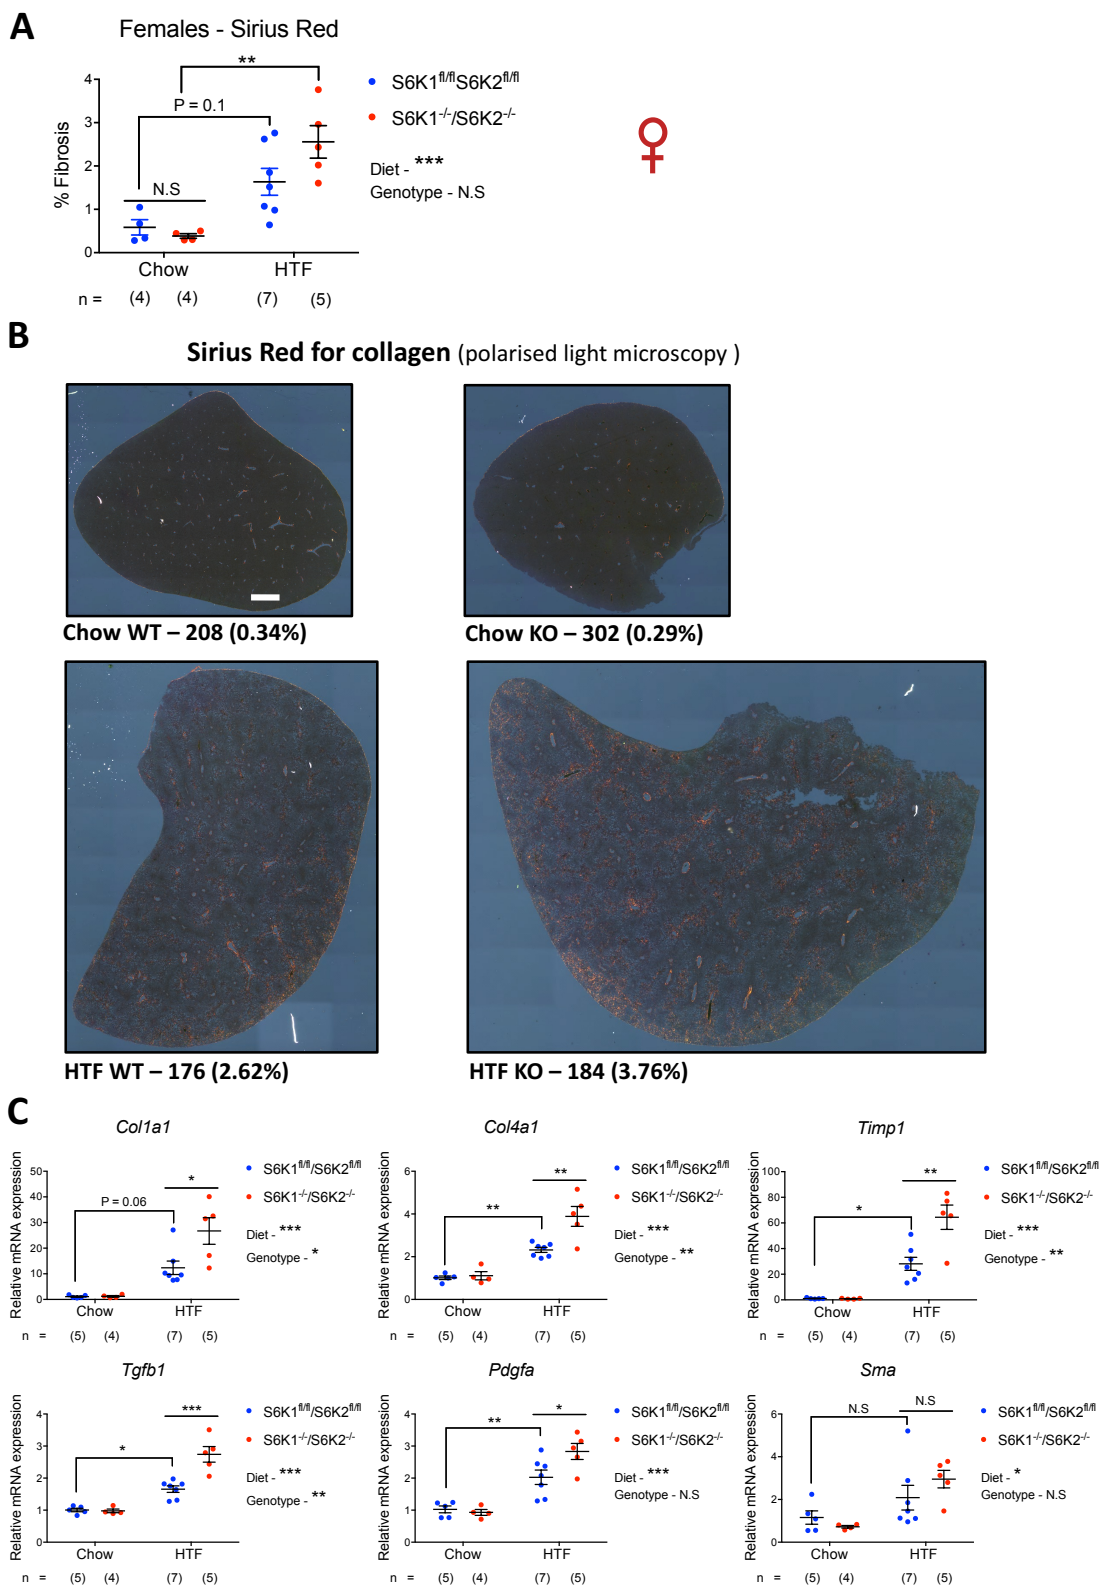 A
Females - Sirius Red
**
S6K1fl/flS6K2fl/fl
P = 0.1
S6K1-/-/S6K2-/-
Diet - ***
Genotype - N.S
N.S
% Fibrosis
4
3
2
1
0
Chow HTF
n = (4) (4) (7) (5)
B
Sirius Red for collagen (polarised light microscopy )
Chow WT – 208 (0.34%)
Chow KO – 302 (0.29%)
HTF WT – 176 (2.62%)
HTF KO – 184 (3.76%)
C
Col1a1
Relative mRNA expression
50
40
30
20
10
0
P = 0.06
*
S6K1fl/fl/S6K2fl/fl
S6K1-/-/S6K2-/-
Diet - ***
Genotype - *
Chow HTF
n = (5) (4) (7) (5)
Col4a1
Relative mRNA expression
6
4
2
0
**
**
S6K1fl/fl/S6K2fl/fl
S6K1-/-/S6K2-/-
Diet - ***
Genotype - **
Chow HTF
n = (5) (4) (7) (5)
Timp1
Relative mRNA expression
100
80
60
40
20
0
*
**
S6K1fl/fl/S6K2fl/fl
S6K1-/-/S6K2-/-
Diet - ***
Genotype - **
Chow HTF
n = (5) (4) (7) (5)
Tgfb1
Relative mRNA expression
4
3
2
1
0
*
***
S6K1fl/fl/S6K2fl/fl
S6K1-/-/S6K2-/-
Diet - ***
Genotype - **
Chow HTF
n = (5) (4) (7) (5)
Pdgfa
Relative mRNA expression
4
3
2
1
0
**
*
S6K1fl/fl/S6K2fl/fl
S6K1-/-/S6K2-/-
Diet - ***
Genotype - N.S
Chow HTF
n = (5) (4) (7) (5)
Sma
Relative mRNA expression
6
4
2
0
N.S
N.S
S6K1fl/fl/S6K2fl/fl
S6K1-/-/S6K2-/-
Diet - *
Genotype - N.S
Chow HTF
n = (5) (4) (7) (5)